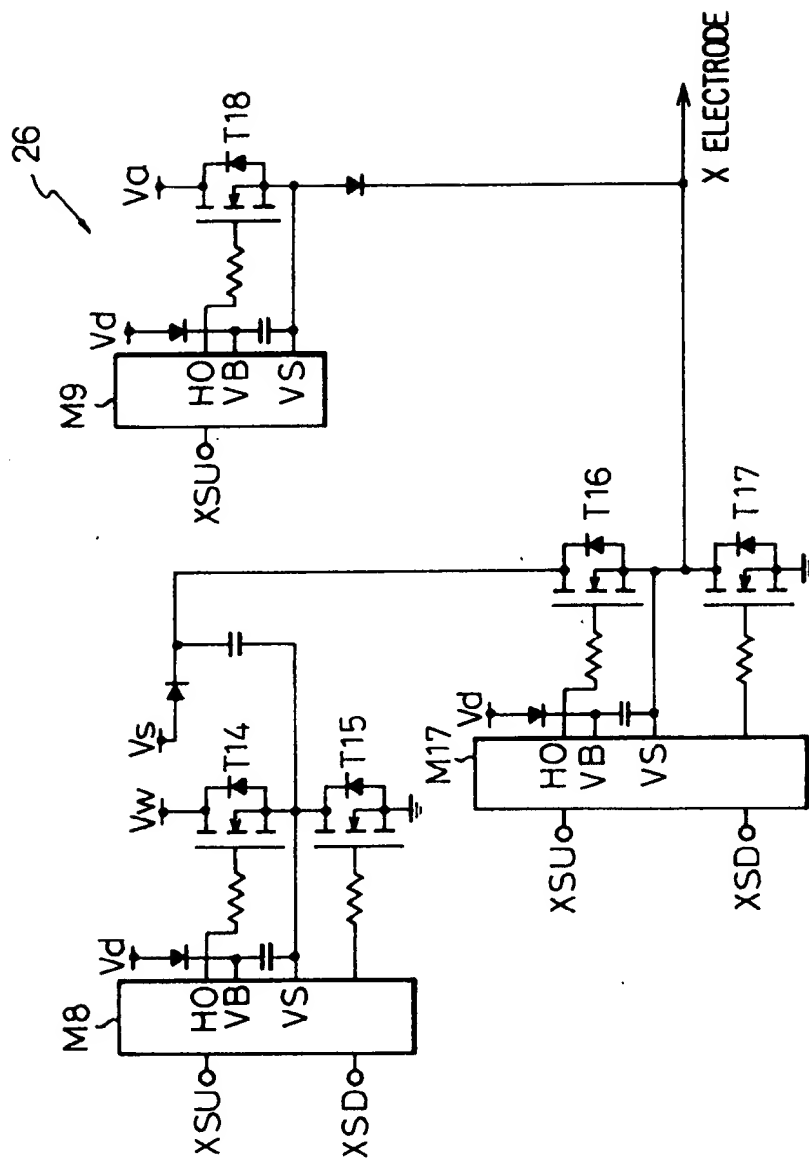 26
Va
T18
Vd
M9
HO
VB
VS
XSU
Vs
Vw
T14
T15
Vd
M8
HO
VB
VS
XSU
XSD
T16
T17
Vd
M17
HO
VB
VS
XSU
XSD
X ELECTRODE